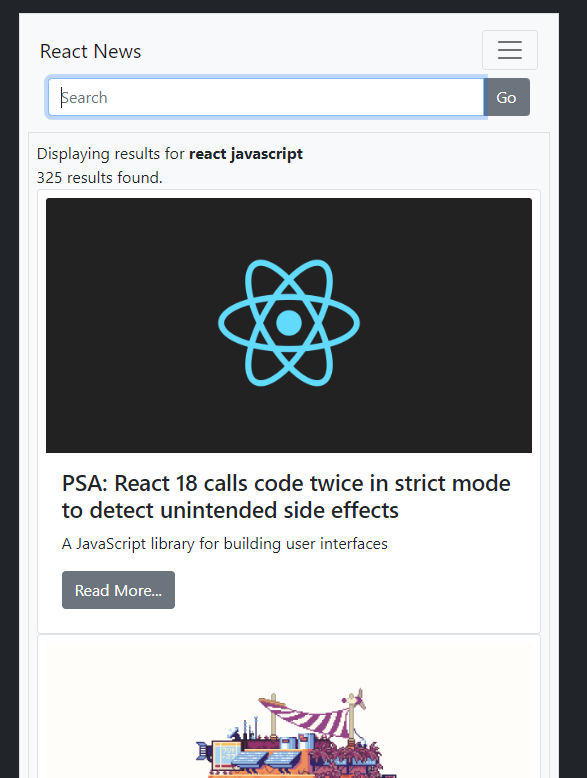 React News
Search
Go
Displaying results for react javascript
325 results found.
PSA: React 18 calls code twice in strict mode
to detect unintended side effects
A JavaScript library for building user interfaces
Read More...